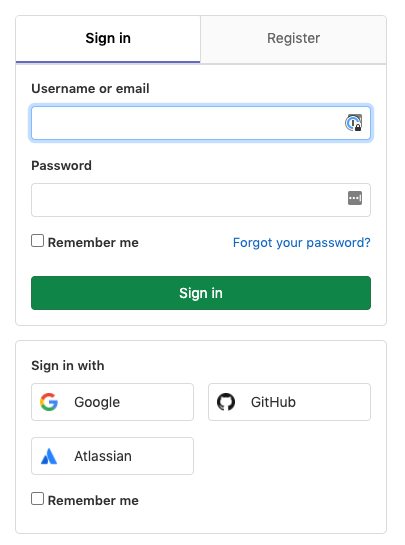 Sign in
Register
Username or email
Password
Remember me
Forgot your password?
Sign in
Sign in with
Google
GitHub
Atlassian
Remember me